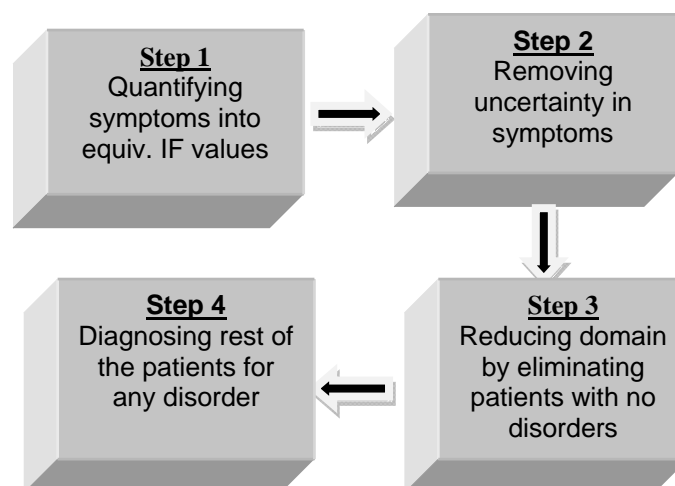 Step 1
Quantifying
symptoms into
equiv. IF values
Step 2
Removing
uncertainty in
symptoms
Step 3
Reducing domain
by eliminating
patients with no
disorders
Step 4
Diagnosing rest of
the patients for
any disorder